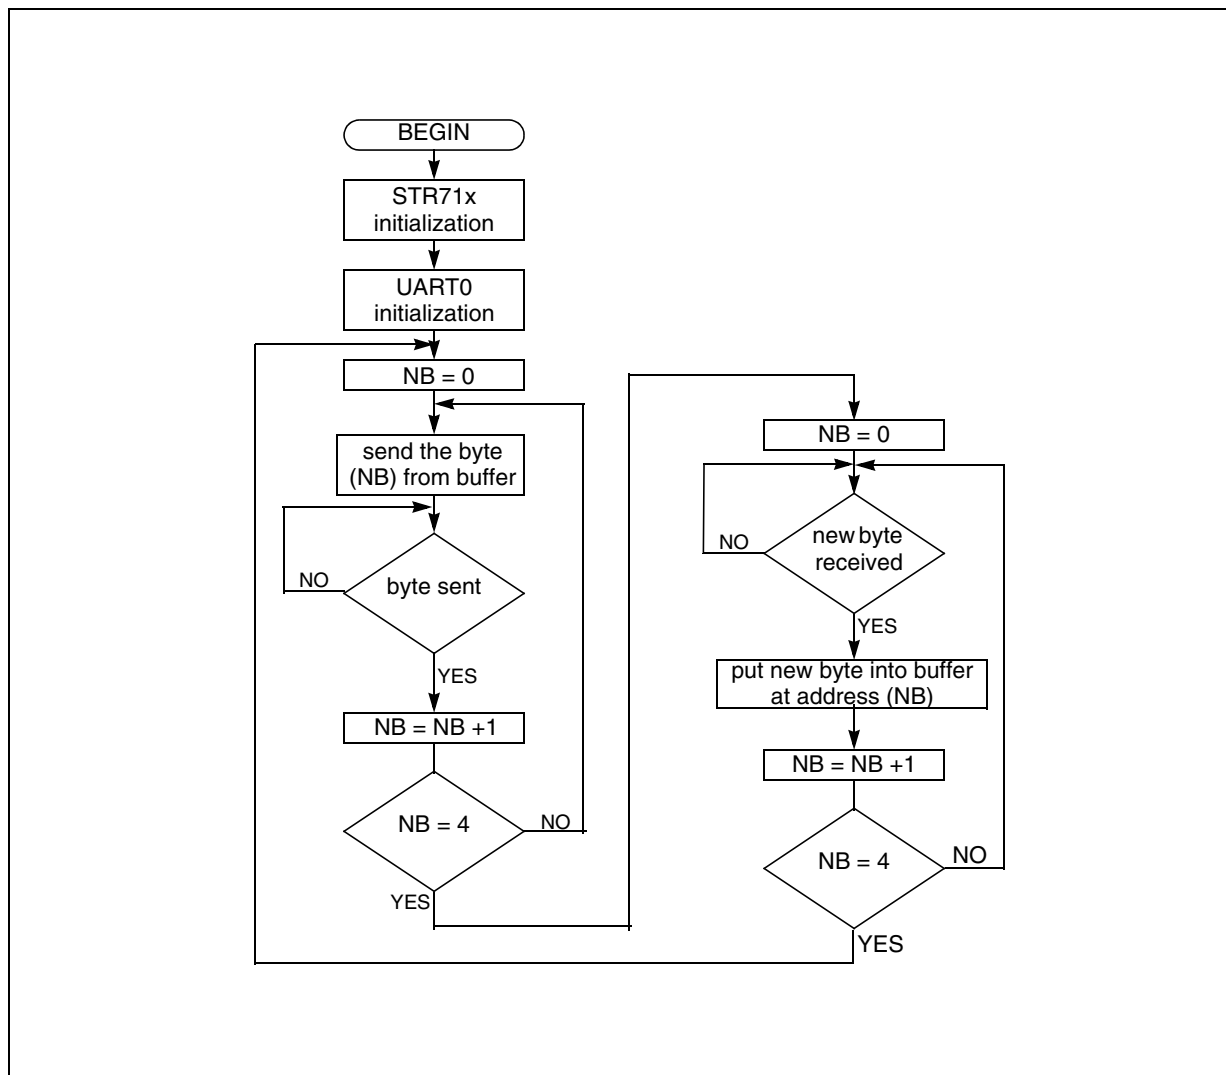 BEGIN
STR71x
initialization
UART0
initialization
NB = 0
send the byte
(NB) from buffer
NO
byte sent
YES
NB = NB +1
NB = 4
NO
YES
NB = 0
NO
new byte
received
YES
put new byte into buffer
at address (NB)
NB = NB +1
NB = 4
NO
YES